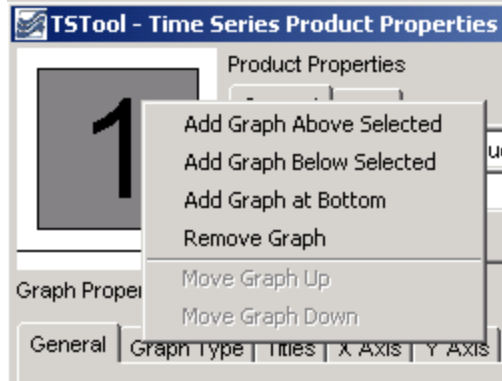 TSTool - Time Series Product Properties
Product Properties
1
Add Graph Above Selected
Add Graph Below Selected
Add Graph at Bottom
Remove Graph
Move Graph Up
Move Graph Down
Graph
General Graph Type Titles X Axis Y Axis